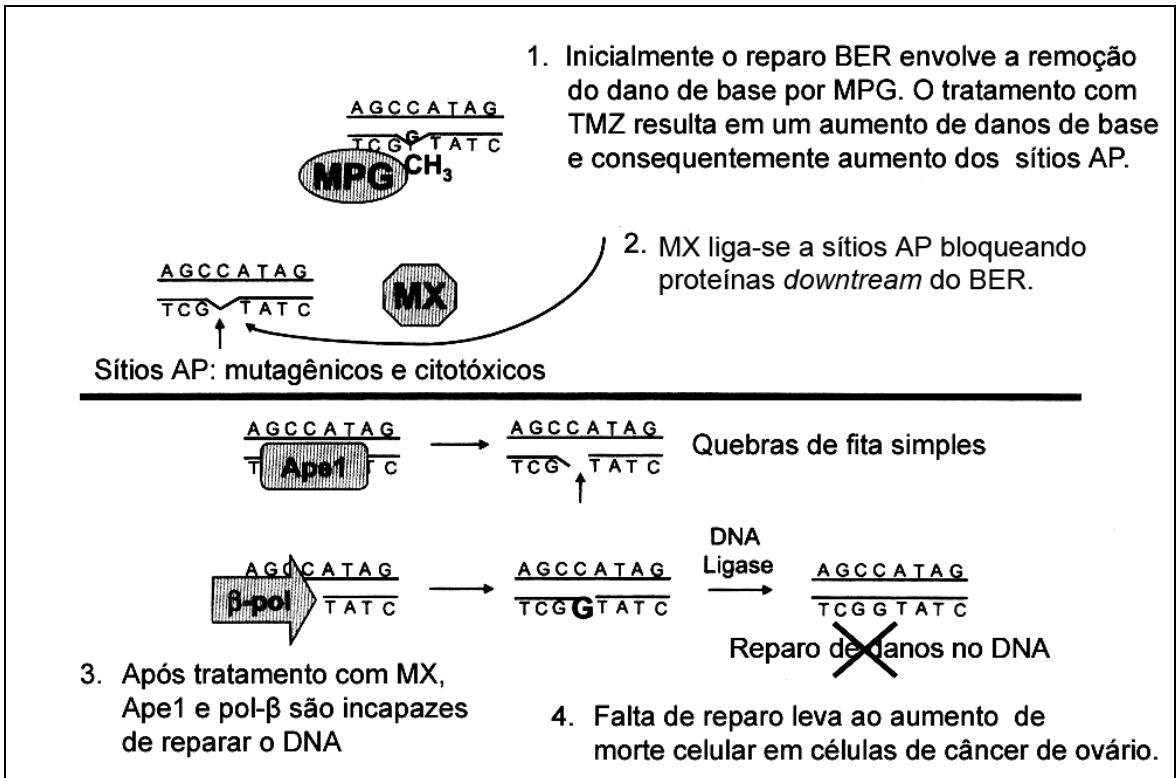 1. Inicialmente o reparo BER envolve a remoção
do dano de base por MPG. O tratamento com
TMZ resulta em um aumento de danos de base
e consequentemente aumento dos sítios AP.
AGCCATAG
TCG G TATC
MPG CH3
2. MX liga-se a sítios AP bloqueando
proteínas downtream do BER.
AGCCATAG
TCG TATC
MX
Sítios AP: mutagênicos e citotóxicos
AGCCATAG
T Ape1 T C
AGCCATAG
TCG TATC
Quebras de fita simples
AGCCATAG
β-pol TATC
AGCCATAG
TCGGTATC
DNA
Ligase
AGCCATAG
TCGGTATC
Reparo de danos no DNA
3. Após tratamento com MX,
Ape1 e pol-β são incapazes
de reparar o DNA
4. Falta de reparo leva ao aumento de
morte celular em células de câncer de ovário.